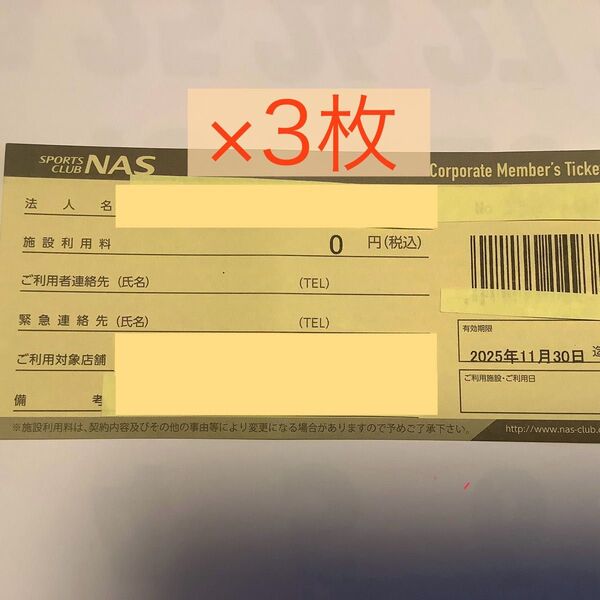 ×3枚
SPORTS CLUB NAS
Corporate Member's Ticke
法人名
施設利用料 0 円(税込)
ご利用者連絡先 (氏名) (TEL)
緊急連絡先 (氏名) (TEL)
ご利用対象店舗
備考
※施設利用料は、契約内容及びその他の事由等により変更になる場合がありますので予めご了承下さい。
有効期限
2025年11月30日 迄
ご利用施設・ご利用日
http://www.nas-club.c